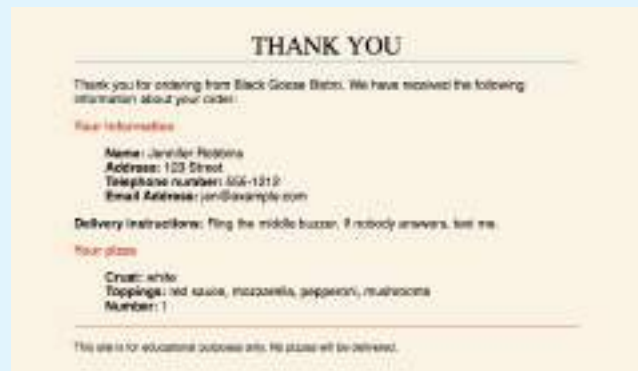 THANK YOU
Thank you for ordering from Black Goose Bistro. We have received the following
information about your order:
Your Information
Name: Jennifer Robbins
Address: 123 Street
Telephone number: 555-1212
Email Address: jen@example.com
Delivery instructions: Ring the middle buzzer. If nobody answers, text me.
Your pizza
Crust: white
Toppings: red sauce, mozzarella, pepperoni, mushrooms
Number: 1
This site is for educational purposes only. No pizzas will be delivered.